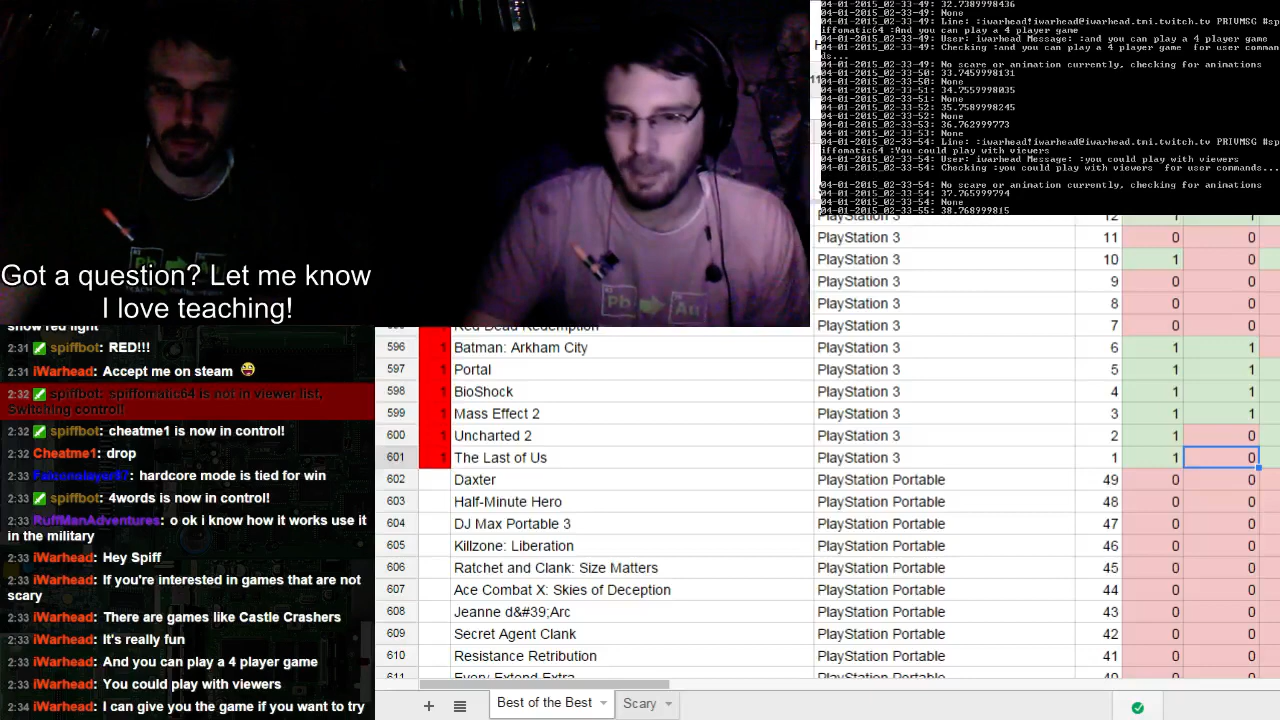 04-01-2015_02-33-49: 32.7389998436
04-01-2015_02-33-49: None
04-01-2015_02-33-49: Line: :iwarhead!iwarhead@iwarhead.tmi.twitch.tv PRIVMSG #sp
iffomatic64 :And you can play a 4 player game
04-01-2015_02-33-49: User: iwarhead Message: :and you can play a 4 player game
04-01-2015_02-33-49: Checking :and you can play a 4 player game  for user comman
ds...
04-01-2015_02-33-49: No scare or animation currently, checking for animations
04-01-2015_02-33-50: 33.7459998131
04-01-2015_02-33-50: None
04-01-2015_02-33-51: 34.7559998035
04-01-2015_02-33-51: None
04-01-2015_02-33-52: 35.7589998245
04-01-2015_02-33-52: None
04-01-2015_02-33-53: 36.762999773
04-01-2015_02-33-53: None
04-01-2015_02-33-54: Line: :iwarhead!iwarhead@iwarhead.tmi.twitch.tv PRIVMSG #sp
iffomatic64 :You could play with viewers
04-01-2015_02-33-54: User: iwarhead Message: :you could play with viewers
04-01-2015_02-33-54: Checking :you could play with viewers  for user commands...
04-01-2015_02-33-54: No scare or animation currently, checking for animations
04-01-2015_02-33-54: 37.765999794
04-01-2015_02-33-54: None
04-01-2015_02-33-55: 38.768999815
Got a question? Let me know
I love teaching!
Pb Au
show red light
2:31 spiffbot: RED!!!
2:31 iWarhead: Accept me on steam
2:32 spiffbot: spiffomatic64 is not in viewer list,
Switching control!
2:32 spiffbot: cheatme1 is now in control!
2:32 Cheatme1: drop
2:33 hardcore mode is tied for win
2:33 spiffbot: 4words is now in control!
2:33 RuffManAdventures: o ok i know how it works use it
in the military
2:33 iWarhead: Hey Spiff
2:33 iWarhead: If you're interested in games that are not
scary
2:33 iWarhead: There are games like Castle Crashers
2:33 iWarhead: It's really fun
2:33 iWarhead: And you can play a 4 player game
2:33 iWarhead: You could play with viewers
2:34 iWarhead: I can give you the game if you want to try
PlayStation 3 12 1 1
PlayStation 3 11 0 0
PlayStation 3 10 1 0
PlayStation 3 9 0 0
PlayStation 3 8 0 0
Red Dead Redemption PlayStation 3 7 0 0
596 1 Batman: Arkham City PlayStation 3 6 1 1
597 1 Portal PlayStation 3 5 1 1
598 1 BioShock PlayStation 3 4 1 1
599 1 Mass Effect 2 PlayStation 3 3 1 1
600 1 Uncharted 2 PlayStation 3 2 1 0
601 1 The Last of Us PlayStation 3 1 1 0
602 Daxter PlayStation Portable 49 0 0
603 Half-Minute Hero PlayStation Portable 48 0 0
604 DJ Max Portable 3 PlayStation Portable 47 0 0
605 Killzone: Liberation PlayStation Portable 46 0 0
606 Ratchet and Clank: Size Matters PlayStation Portable 45 0 0
607 Ace Combat X: Skies of Deception PlayStation Portable 44 0 0
608 Jeanne d&#39;Arc PlayStation Portable 43 0 0
609 Secret Agent Clank PlayStation Portable 42 0 0
610 Resistance Retribution PlayStation Portable 41 0 0
611 Every Extend Extra PlayStation Portable 40 0 0
Best of the Best Scary